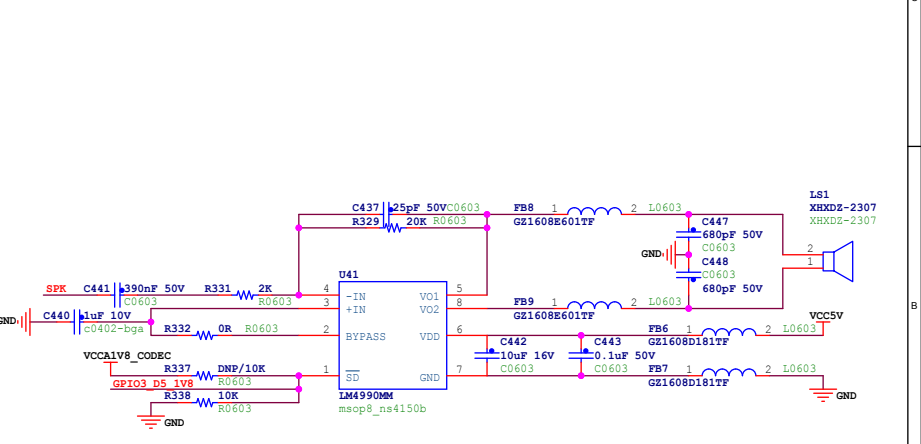 LS1
XHXDZ-2307
XHXDZ-2307
C437 25pF 50V C0603
R329 20K R0603
FB8 1 2 L0603
GZ1608E601TF
C447
680pF 50V
C0603
GND
C448
C0603
680pF 50V
2
1
U41
SPK C441 390nF 50V R331 2K
C0603 R0603
4 -IN VO1 5
3 +IN VO2 8
FB9 1 2 L0603
GZ1608E601TF
GND C440 1uF 10V
c0402-bga
R332 0R R0603
2 BYPASS VDD 6
VCC5V
FB6 1 2 L0603
GZ1608D181TF
C442
10uF 16V
C0603
C443
0.1uF 50V
C0603
VCCA1V8_CODEC
R337 DNP/10K
R0603
1 SD GND 7
FB7 1 2 L0603
GZ1608D181TF
GPIO3_D5_1V8
R338 10K
R0603
GND
LM4990MM
msop8_ns4150b
GND
B